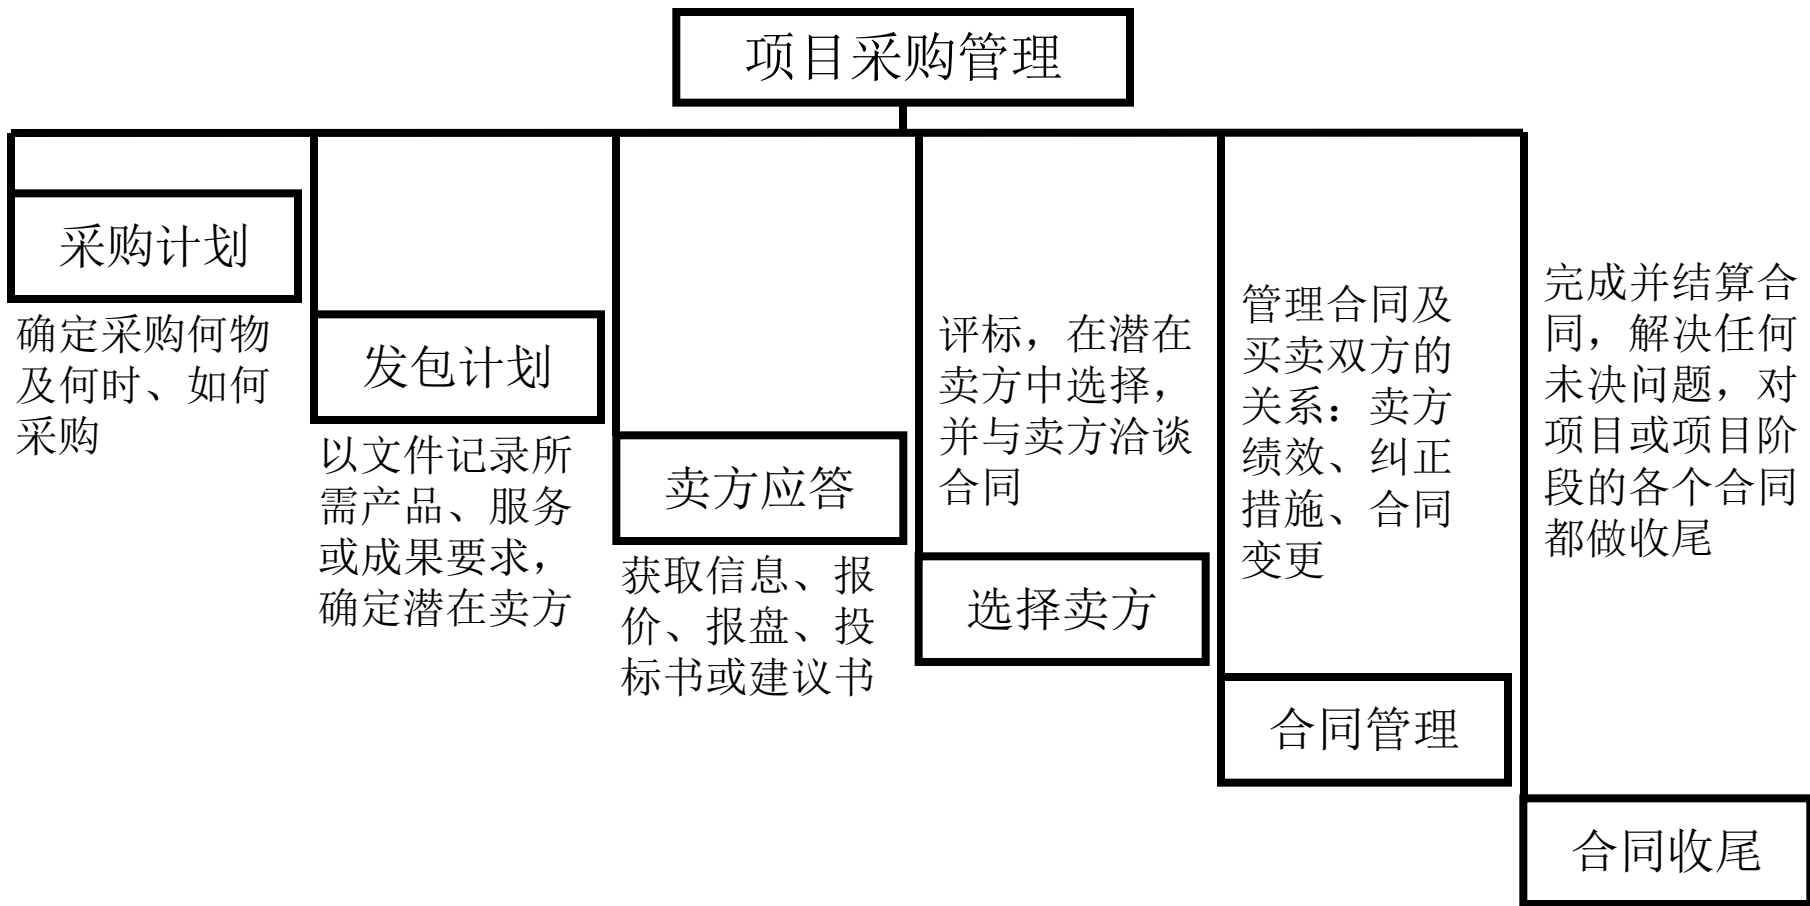 项目采购管理
采购计划
确定采购何物
及何时、如何
采购
发包计划
以文件记录所
需产品、服务
或成果要求，
确定潜在卖方
卖方应答
获取信息、报
价、报盘、投
标书或建议书
评标，在潜在
卖方中选择，
并与卖方洽谈
合同
选择卖方
管理合同及
买卖双方的
关系：卖方
绩效、纠正
措施、合同
变更
合同管理
完成并结算合
同，解决任何
未决问题，对
项目或项目阶
段的各个合同
都做收尾
合同收尾